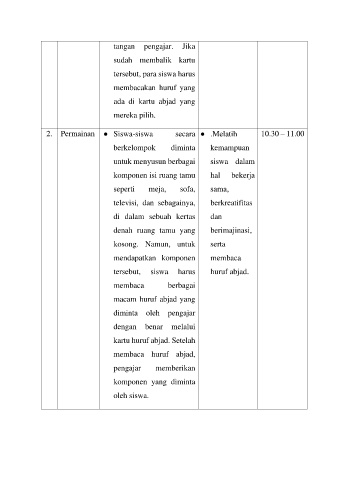 tangan pengajar. Jika
sudah membalik kartu
tersebut, para siswa harus
membacakan huruf yang
ada di kartu abjad yang
mereka pilih.
2. Permainan ● Siswa-siswa secara ● .Melatih 10.30 – 11.00
berkelompok diminta kemampuan
untuk menyusun berbagai siswa dalam
komponen isi ruang tamu hal bekerja
seperti meja, sofa, sama,
televisi, dan sebagainya, berkreatifitas
di dalam sebuah kertas dan
denah ruang tamu yang berimajinasi,
kosong. Namun, untuk serta
mendapatkan komponen membaca
tersebut, siswa harus huruf abjad.
membaca berbagai
macam huruf abjad yang
diminta oleh pengajar
dengan benar melalui
kartu huruf abjad. Setelah
membaca huruf abjad,
pengajar memberikan
komponen yang diminta
oleh siswa.